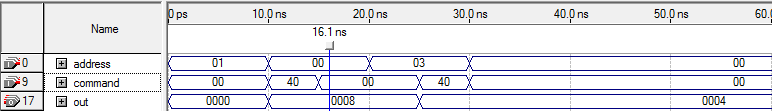 Name 0 ps 10.0 ns 20.0 ns 30.0 ns 40.0 ns 50.0 ns 60.0
16.1 ns
0 address 01 00 03 00
9 command 00 40 00 40 00
17 out 0000 0008 0004